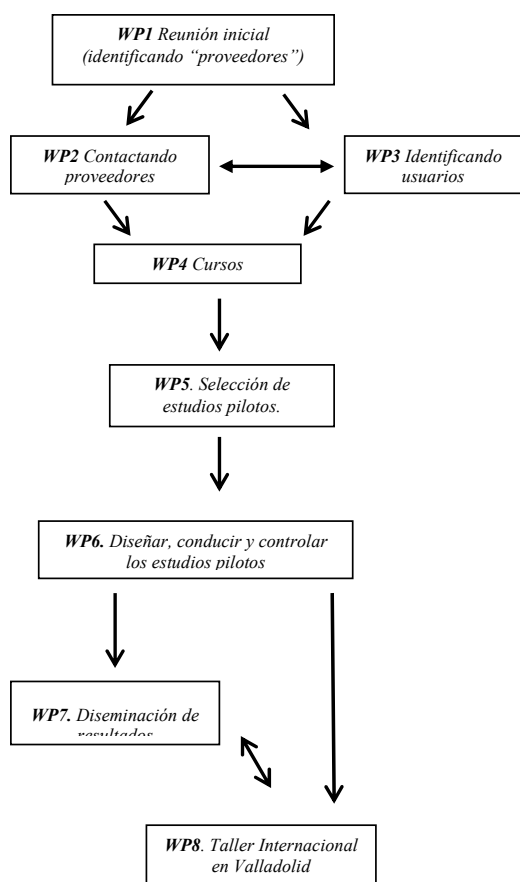 WP1 Reunión inicial
(identificando “proveedores”)
WP2 Contactando
proveedores
WP3 Identificando
usuarios
WP4 Cursos
WP5. Selección de
estudios pilotos.
WP6. Diseñar, conducir y controlar
los estudios pilotos
WP7. Diseminación de
resultados
WP8. Taller Internacional
en Valladolid